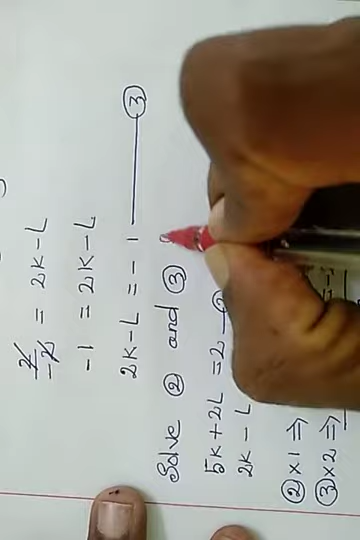 2/-2 = 2K-L
-1 = 2K-L
2K-L = -1 ③
Solve ② and ③
5K+2L = 2 ②
2K-L
②×1 ⇒
③×2 ⇒